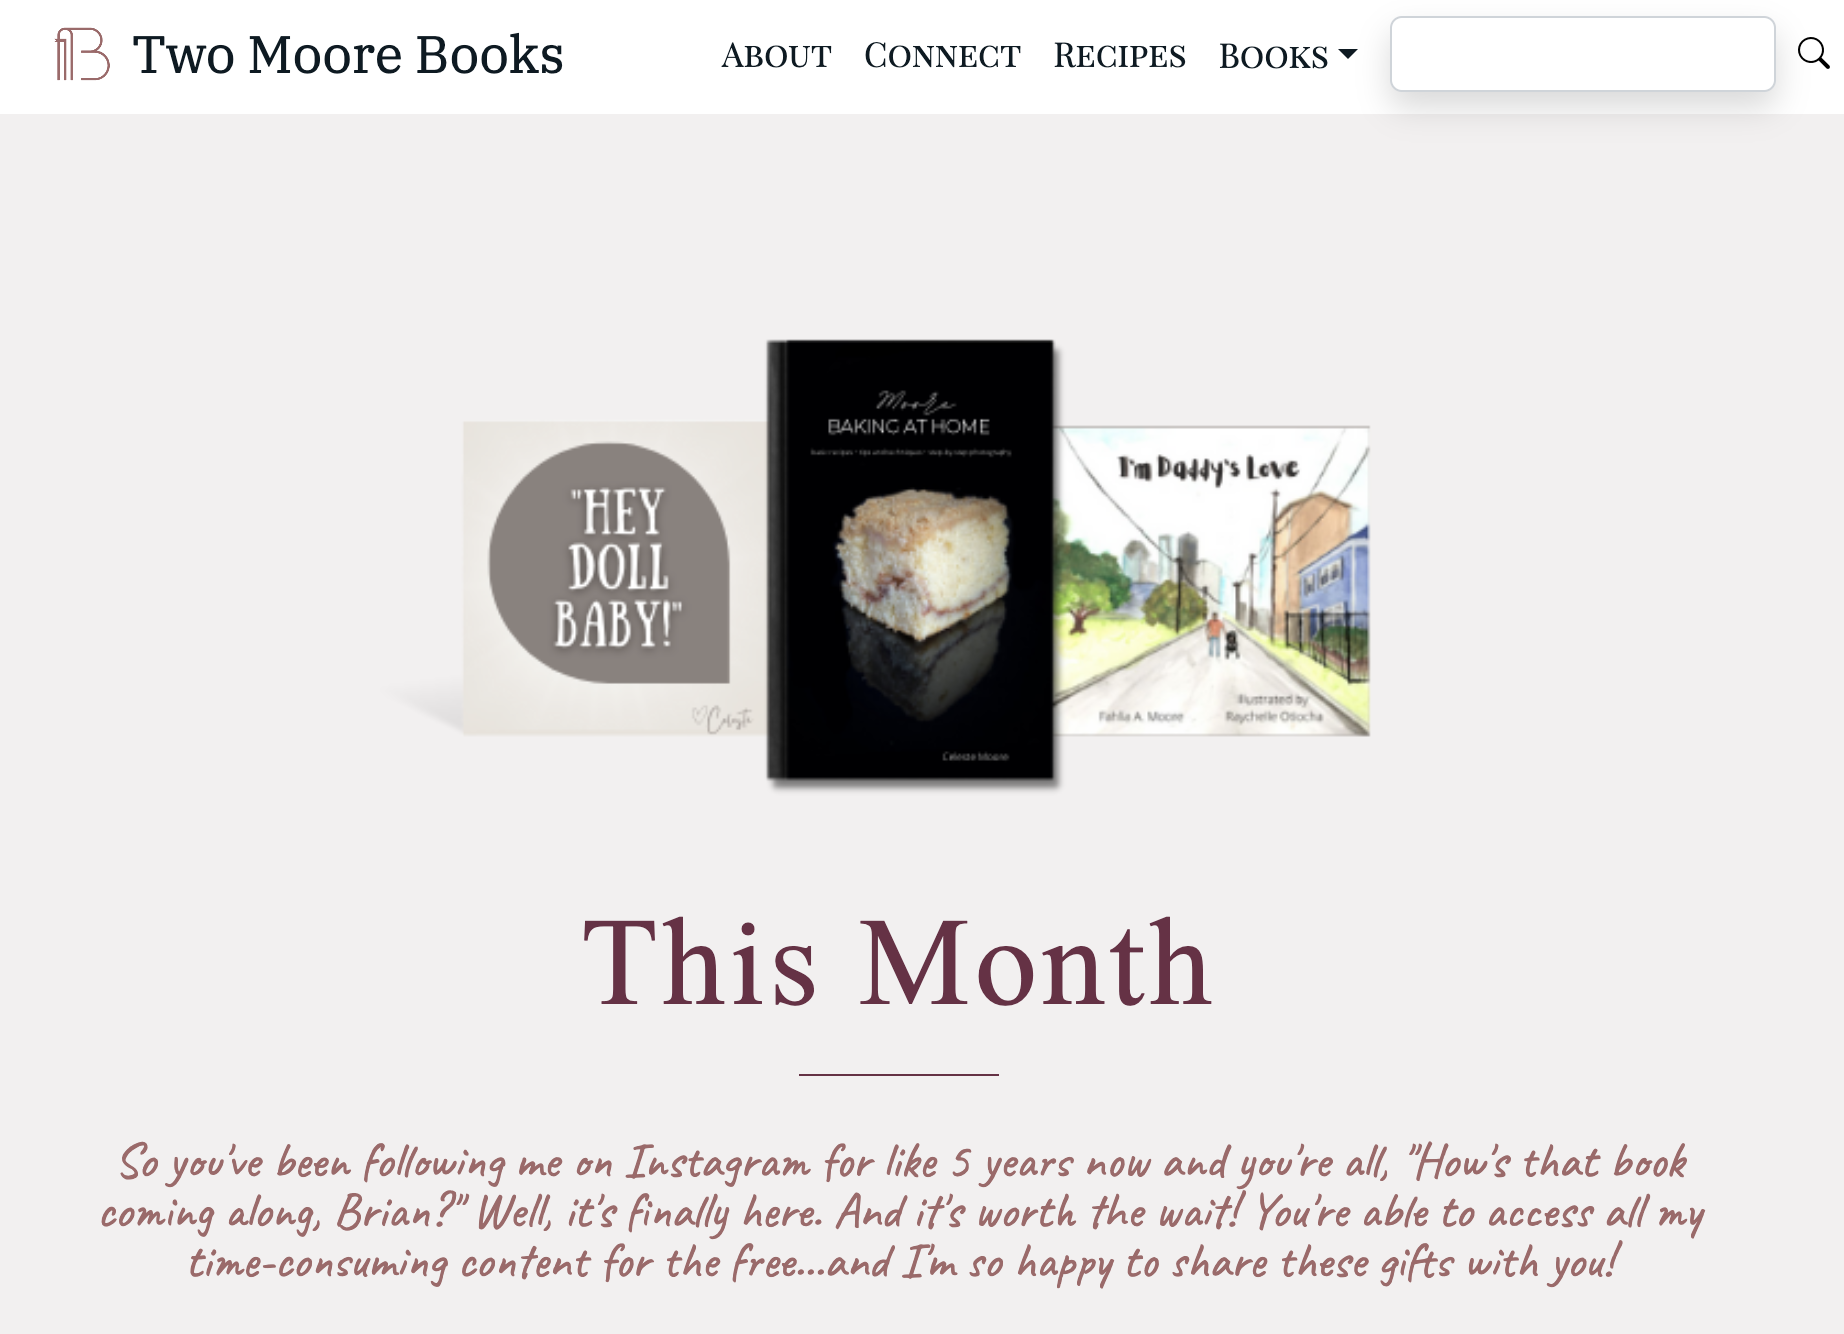 Two Moore Books
ABOUT CONNECT RECIPES BOOKS
"HEY
DOLL
BABY!"
Celeste
Moore
BAKING AT HOME
Celeste Moore
I'm Daddy's Love
Illustrated by
Fahlia A. Moore Raychelle Otiocha
This Month
So you've been following me on Instagram for like 5 years now and you're all, "How's that book
coming along, Brian?" Well, it's finally here. And it's worth the wait! You're able to access all my
time-consuming content for the free...and I'm so happy to share these gifts with you!